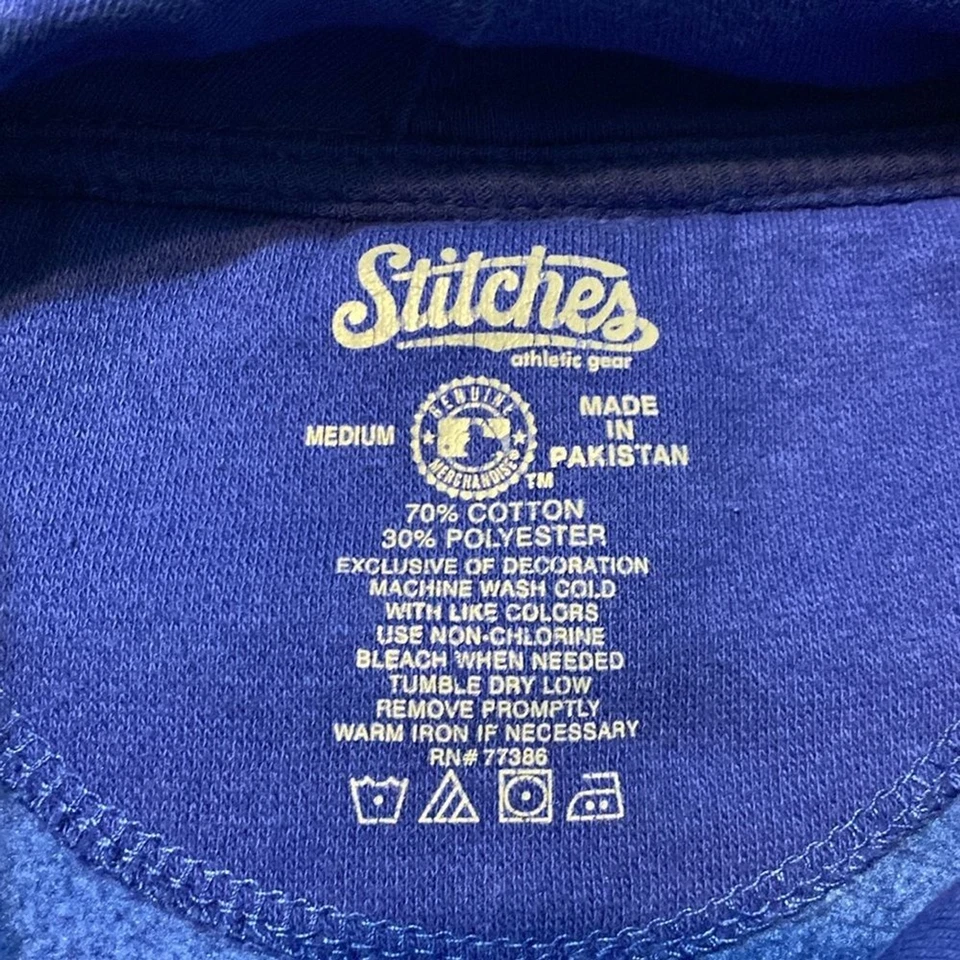 Stitches
athletic gear
MEDIUM
GENUINE
MERCHANDISE
TM
MADE
IN
PAKISTAN
70% COTTON
30% POLYESTER
EXCLUSIVE OF DECORATION
MACHINE WASH COLD
WITH LIKE COLORS
USE NON-CHLORINE
BLEACH WHEN NEEDED
TUMBLE DRY LOW
REMOVE PROMPTLY
WARM IRON IF NECESSARY
RN# 77386